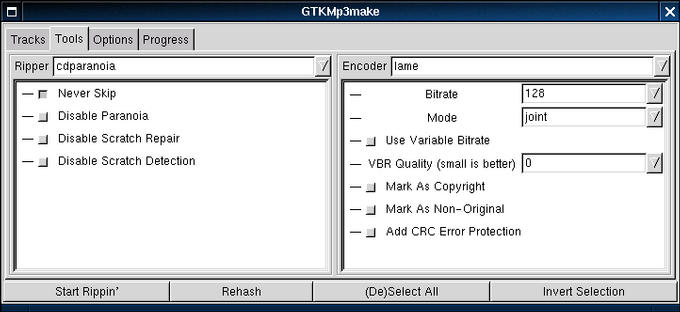 GTKMp3make
Tracks Tools Options Progress
Ripper cdparanoia
Never Skip
Disable Paranoia
Disable Scratch Repair
Disable Scratch Detection
Encoder lame
Bitrate 128
Mode joint
Use Variable Bitrate
VBR Quality (small is better) 0
Mark As Copyright
Mark As Non-Original
Add CRC Error Protection
Start Rippin' Rehash (De)Select All Invert Selection